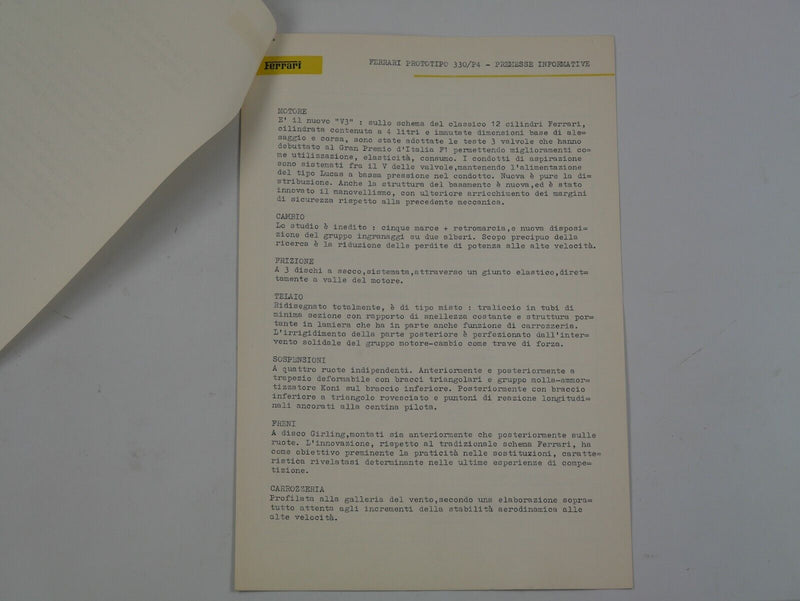 Ferrari
FERRARI PROTOTIPO 330/P4 - PREMESSE INFORMATIVE
MOTORE
E' il nuovo "V3" : sullo schema del classico 12 cilindri Ferrari,
cilindrata contenuta a 4 litri e immutate dimensioni base di ale=
saggio e corsa, sono state adottate le teste 3 valvole che hanno
debuttato al Gran Premio d'Italia F1 permettendo miglioramenti co=
me utilizzazione, elasticità, consumo. I condotti di aspirazione
sono sistemati fra il V delle valvole,mantenendo l'alimentazione
del tipo Lucas a bassa pressione nel condotto. Nuova è pure la di=
stribuzione. Anche la struttura del basamento è nuova,ed è stato
innovato il manovellismo, con ulteriore arricchimento dei margini
di sicurezza rispetto alla precedente meccanica.
CAMBIO
Lo studio è inedito : cinque marce + retromarcia,e nuova disposi=
zione del gruppo ingranaggi su due alberi. Scopo precipuo della
ricerca è la riduzione delle perdite di potenza alle alte velocità.
FRIZIONE
A 3 dischi a secco,sistemata,attraverso un giunto elastico,diret=
tamente a valle del motore.
TELAIO
Ridisegnato totalmente, è di tipo misto : traliccio in tubi di
minima sezione con rapporto di snellezza costante e struttura por=
tante in lamiera che ha in parte anche funzione di carrozzeria.
L'irrigidimento della parte posteriore è perfezionato dall'inter=
vento solidale del gruppo motore-cambio come trave di forza.
SOSPENSIONI
A quattro ruote indipendenti. Anteriormente e posteriormente a
trapezio deformabile con bracci triangolari e gruppo molla-ammor=
tizzatore Koni sul braccio inferiore. Posteriormente con braccio
inferiore a triangolo rovesciato e puntoni di reazione longitudi=
nali ancorati alla centina pilota.
FRENI
A disco Girling,montati sia anteriormente che posteriormente sulle
ruote. L'innovazione, rispetto al tradizionale schema Ferrari, ha
come obiettivo preminente la praticità nelle sostituzioni, caratte=
ristica rivelatasi determinante nelle ultime esperienze di compe=
tizione.
CARROZZERIA
Profilata alla galleria del vento,secondo una elaborazione sopra=
tutto attenta agli incrementi della stabilità aerodinamica alle
alte velocità.